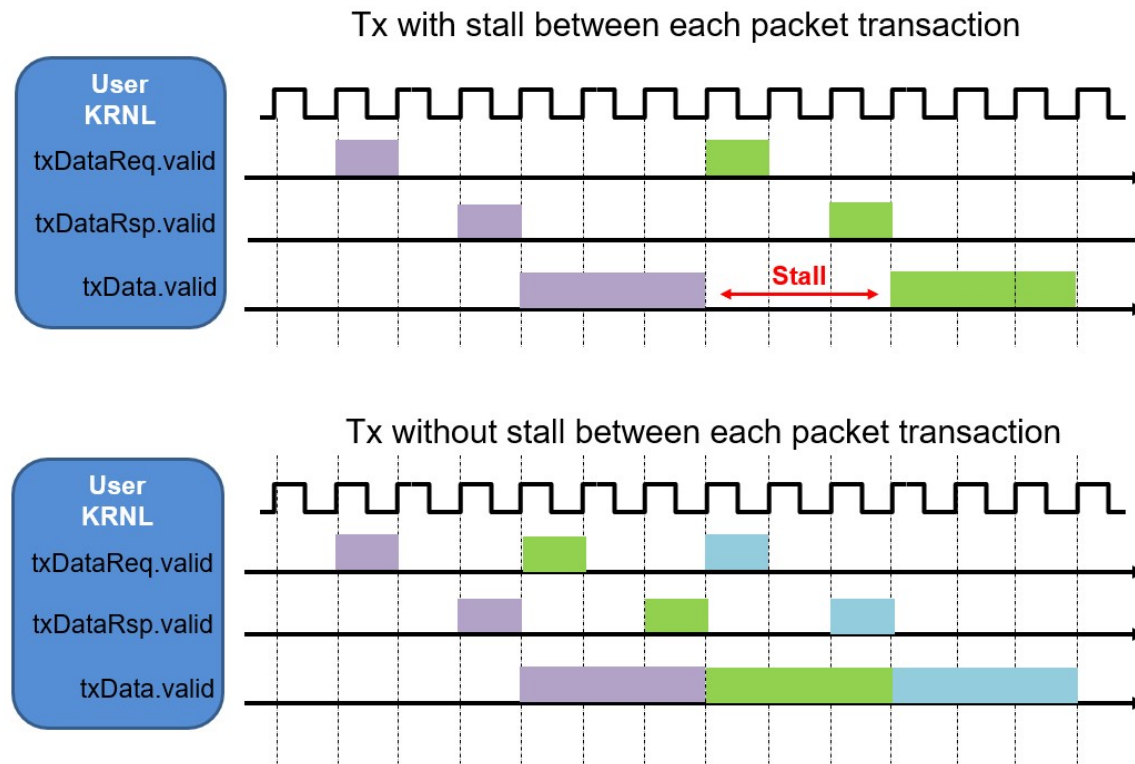 Tx with stall between each packet transaction
User
KRNL
txDataReq.valid
txDataRsp.valid
txData.valid
Stall
Tx without stall between each packet transaction
User
KRNL
txDataReq.valid
txDataRsp.valid
txData.valid